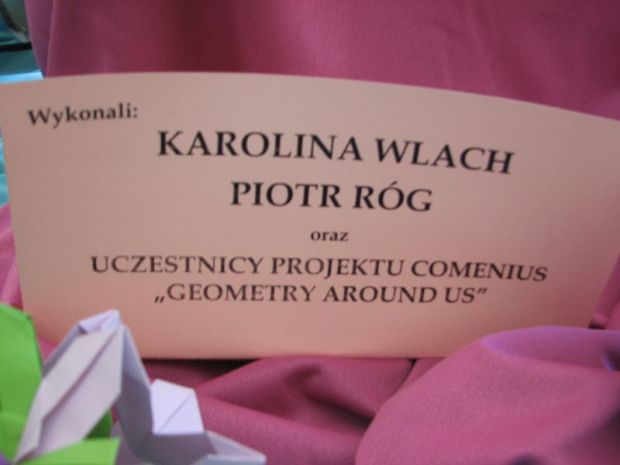 Wykonali:
KAROLINA WLACH
PIOTR RÓG
oraz
UCZESTNICY PROJEKTU COMENIUS
„GEOMETRY AROUND US”